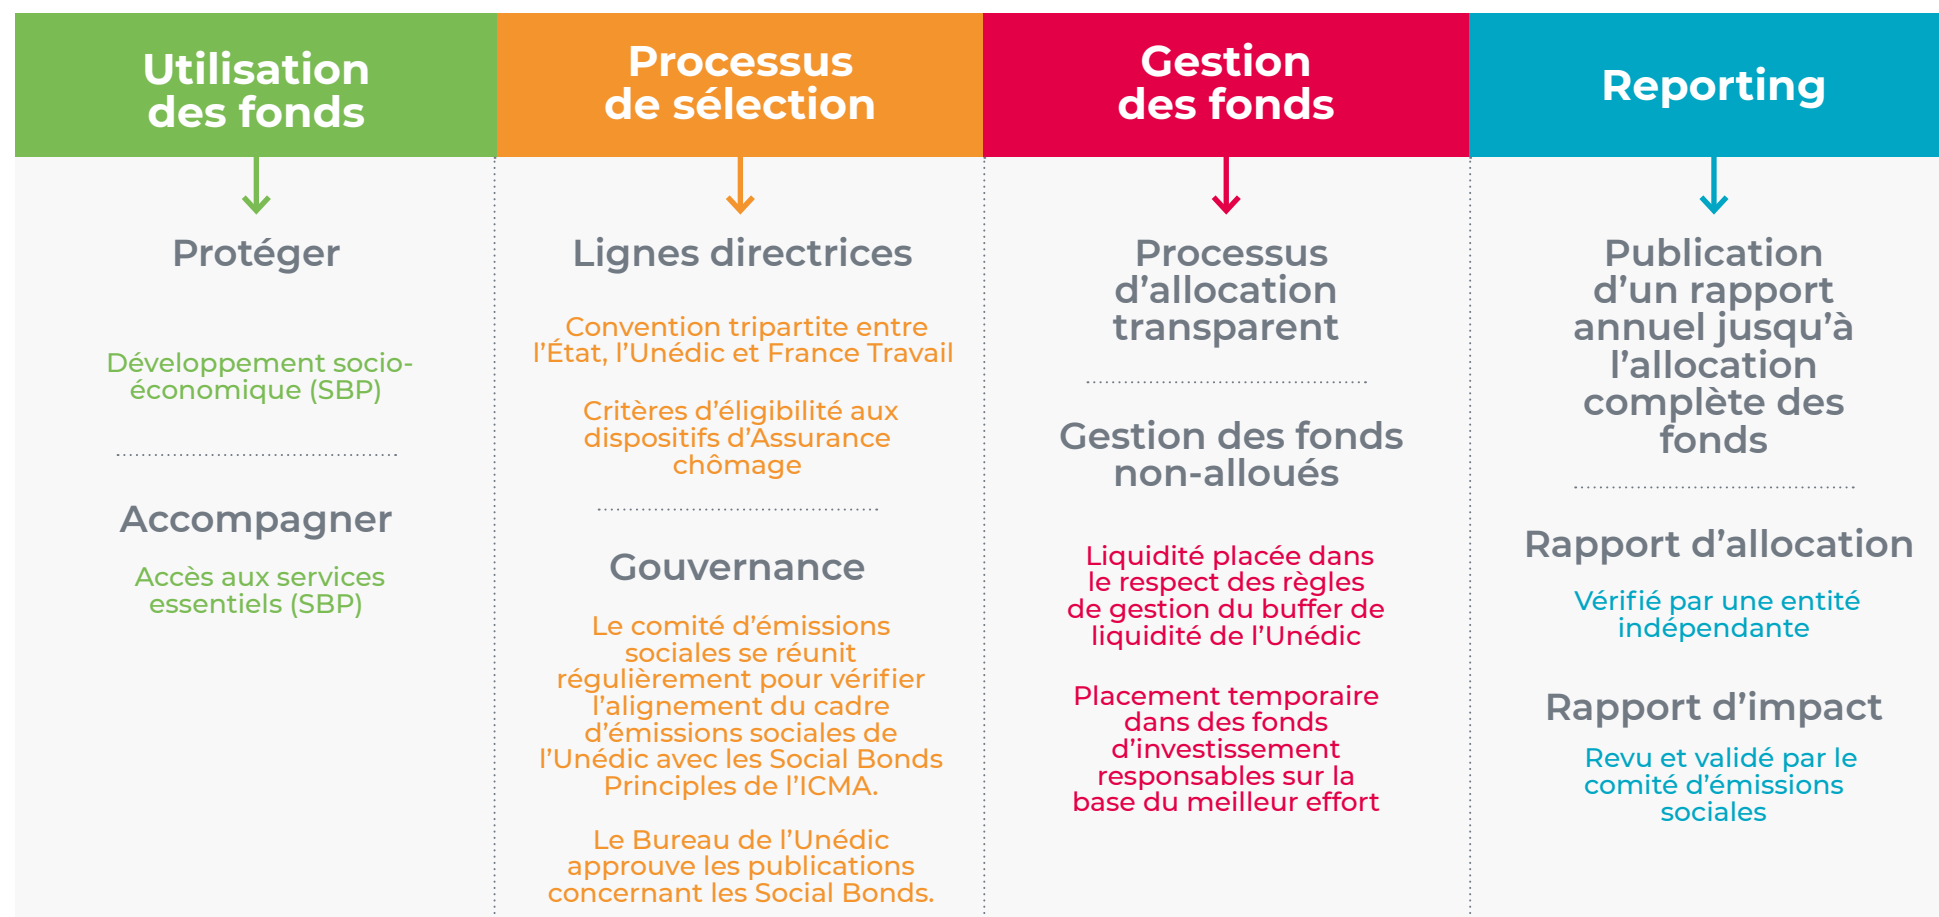 Utilisation
des fonds
Protéger
Développement socio-
économique (SBP)
Accompagner
Accès aux services
essentiels (SBP)
Processus
de sélection
Lignes directrices
Convention tripartite entre
l’État, l’Unédic et France Travail
Critères d’éligibilité aux
dispositifs d’Assurance
chômage
Gouvernance
Le comité d’émissions
sociales se réunit
régulièrement pour vérifier
l’alignement du cadre
d’émissions sociales de
l’Unédic avec les Social Bonds
Principles de l’ICMA.
Le Bureau de l’Unédic
approuve les publications
concernant les Social Bonds.
Gestion
des fonds
Processus
d’allocation
transparent
Gestion des fonds
non-alloués
Liquidité placée dans
le respect des règles
de gestion du buffer de
liquidité de l’Unédic
Placement temporaire
dans des fonds
d’investissement
responsables sur la
base du meilleur effort
Reporting
Publication
d’un rapport
annuel jusqu’à
l’allocation
complète des
fonds
Rapport d’allocation
Vérifié par une entité
indépendante
Rapport d’impact
Revu et validé par le
comité d’émissions
sociales